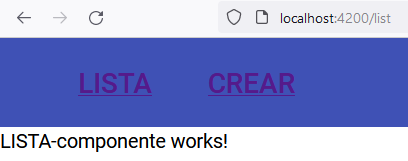 localhost:4200/list
LISTA CREAR
LISTA-componente works!